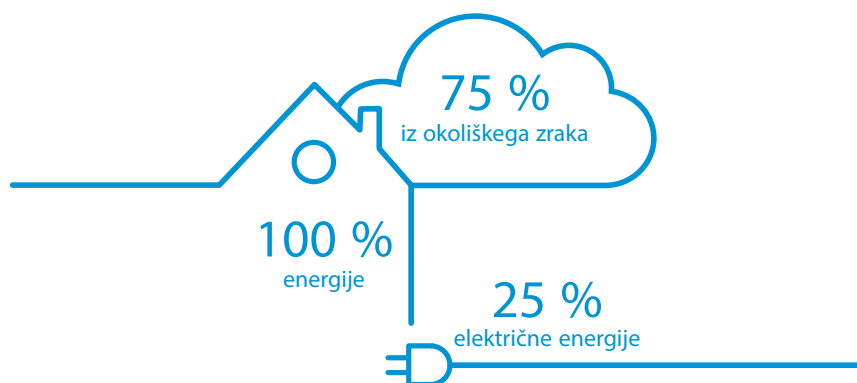 75 %
iz okoliškega zraka
100 %
energije
25 %
električne energije